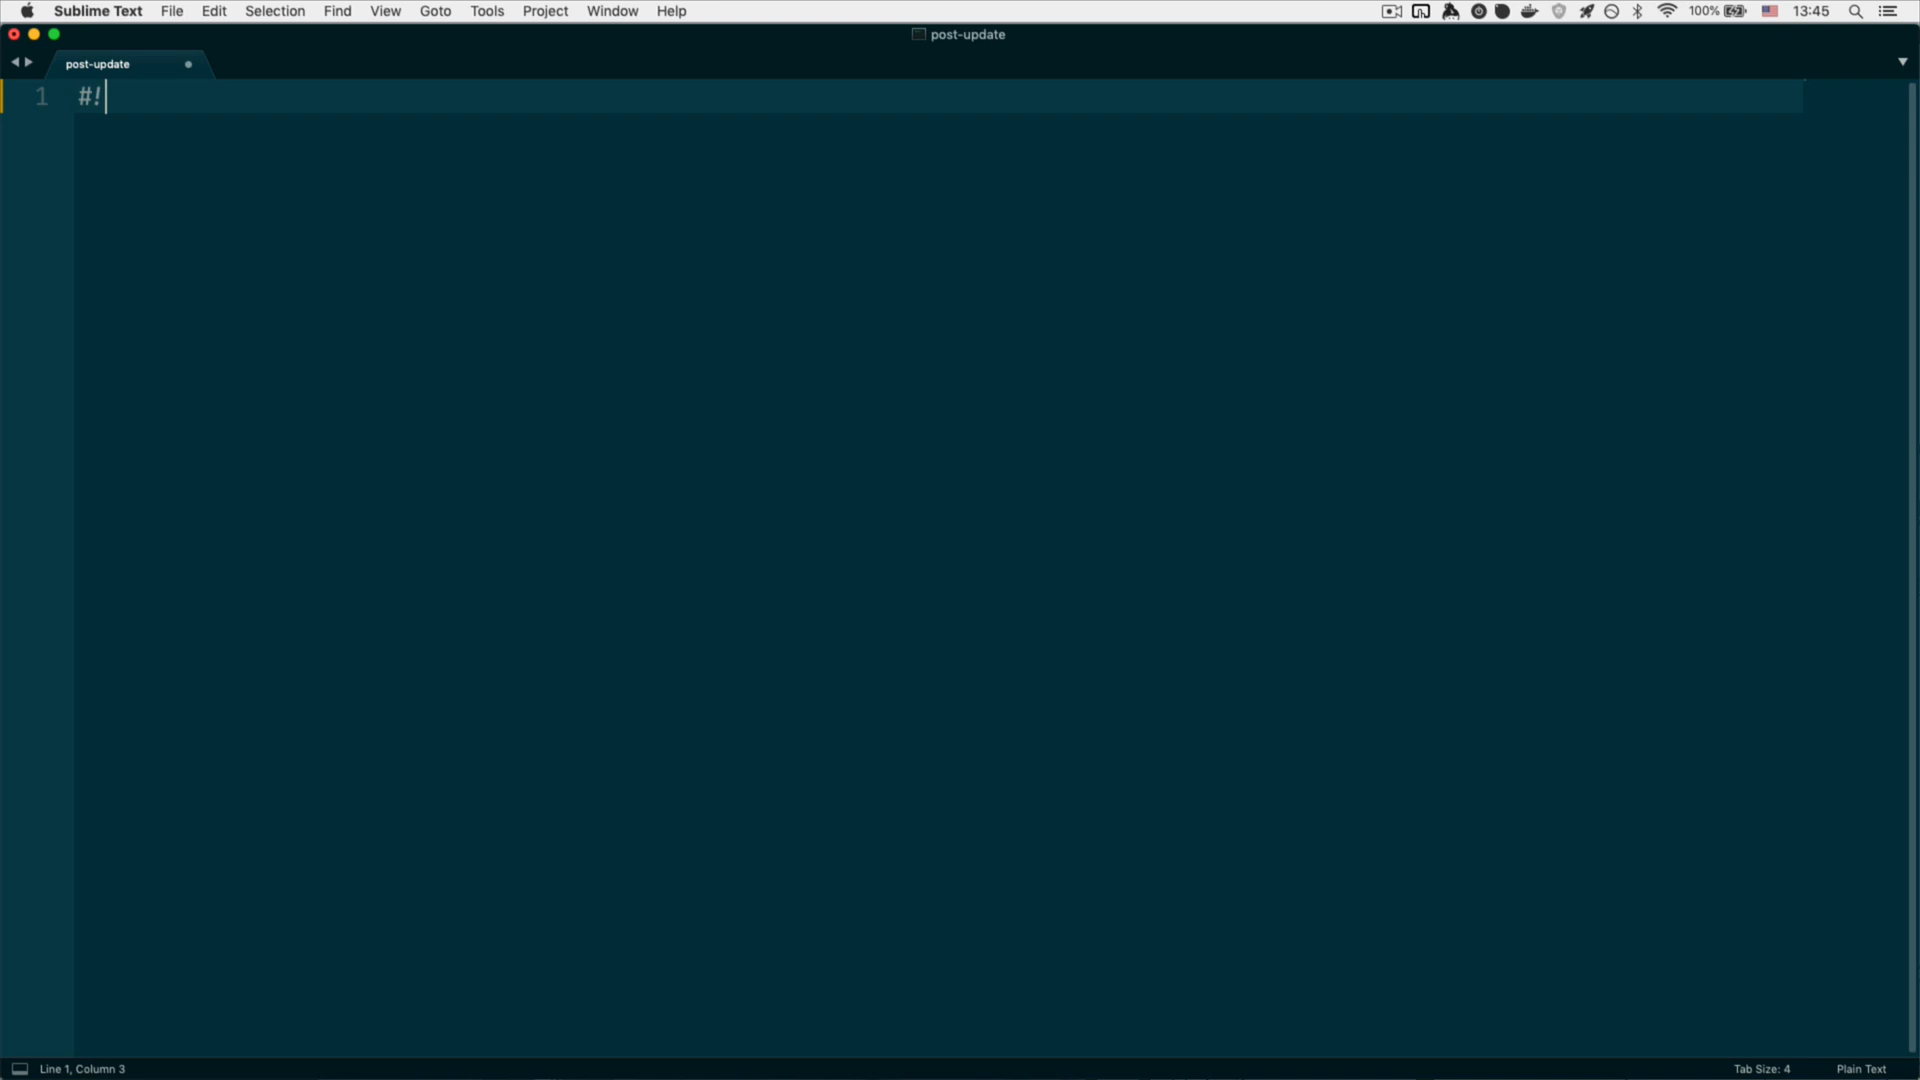 Sublime Text File Edit Selection Find View Goto Tools Project Window Help 100% 13:45
post-update
post-update
1 #!
Line 1, Column 3 Tab Size: 4 Plain Text